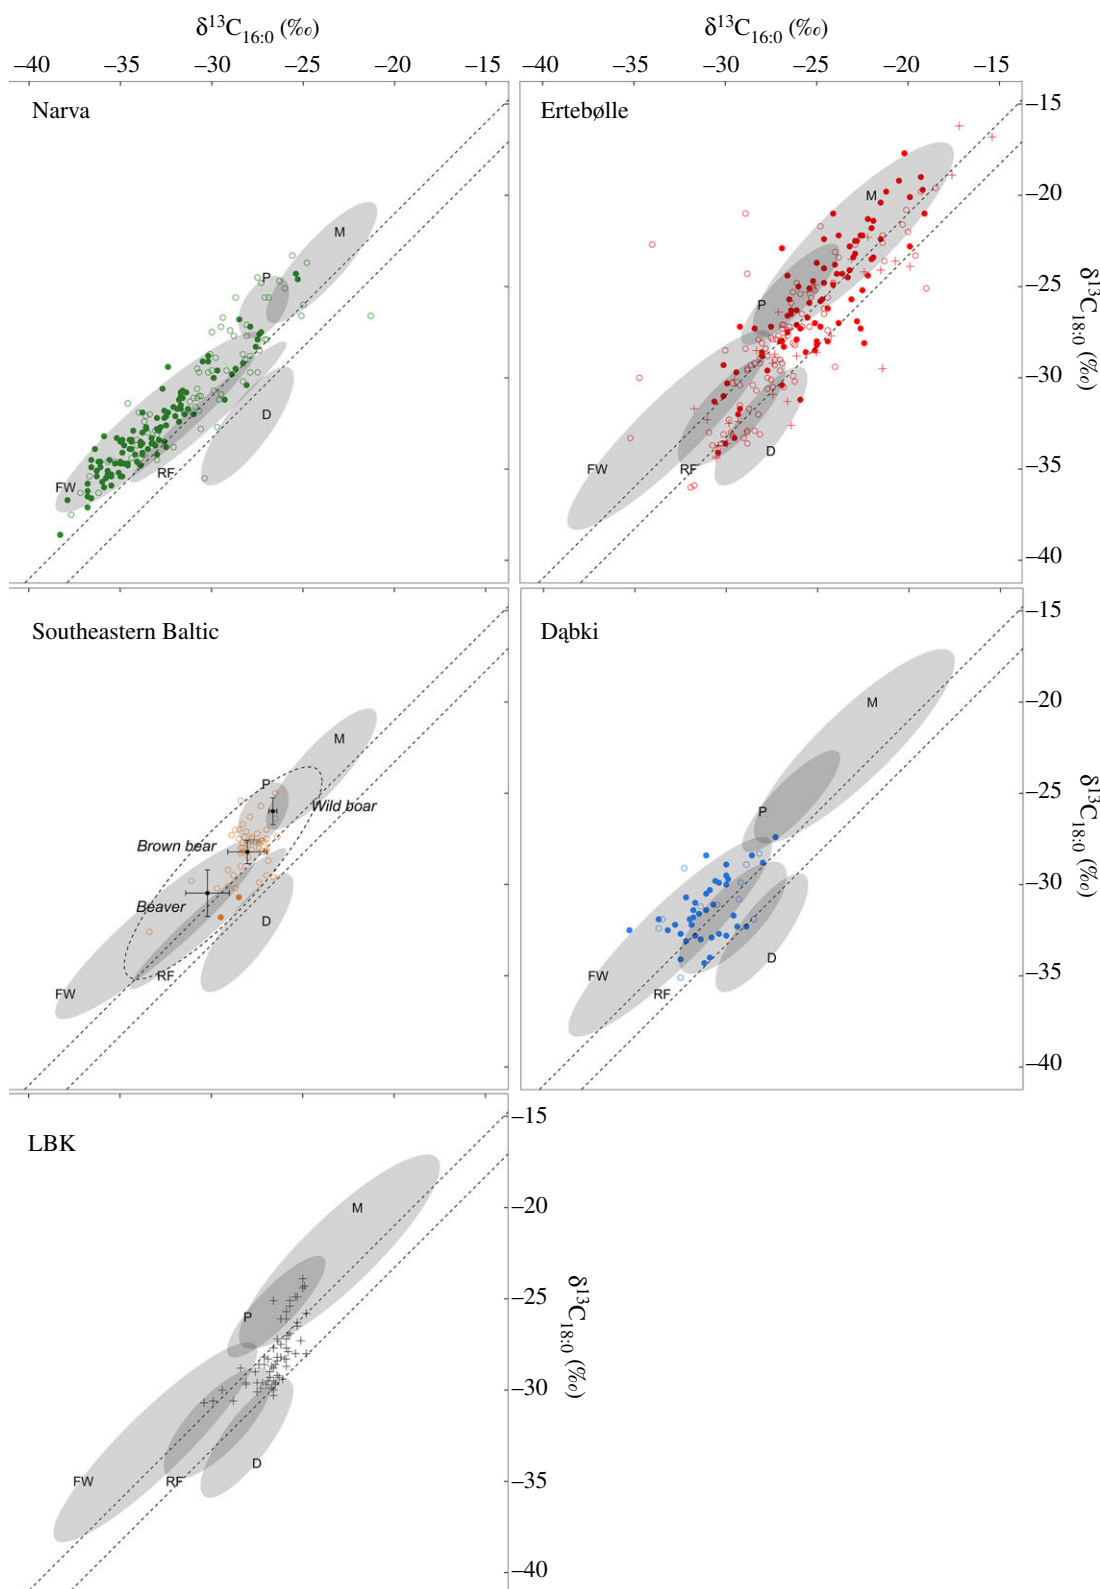 δ13C16:0 (‰) δ13C16:0 (‰)
–40 –35 –30 –25 –15 –40 –35 –30 –25 –20 –15
Narva
M
P
D
RF
FW
Ertebølle
M
P
D
RF
FW
–15
–20
–25
–30
–35
–40
δ13C18:0 (‰)
Southeastern Baltic
M
P
Wild boar
Brown bear
Beaver
D
RF
FW
Dąbki
M
P
D
RF
FW
–15
–20
–25
–30
–35
–40
δ13C18:0 (‰)
LBK
M
P
D
RF
FW
–15
–20
–25
–30
–35
–40
δ13C18:0 (‰)